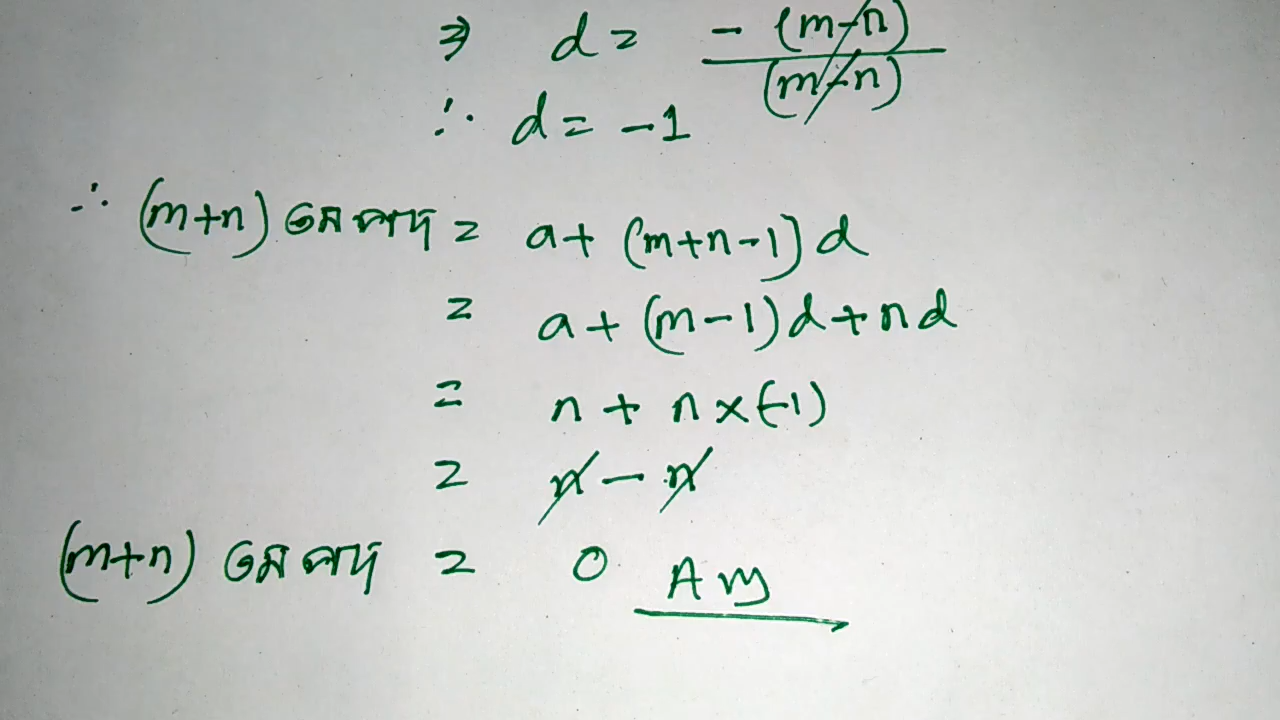 ⇒ d = - (m-n) / (m-n)
∴ d = -1
∴ (m+n) তম পদ = a + (m+n-1)d
= a + (m-1)d + nd
= n + n x (-1)
= n - n
(m+n) তম পদ = 0 Ans